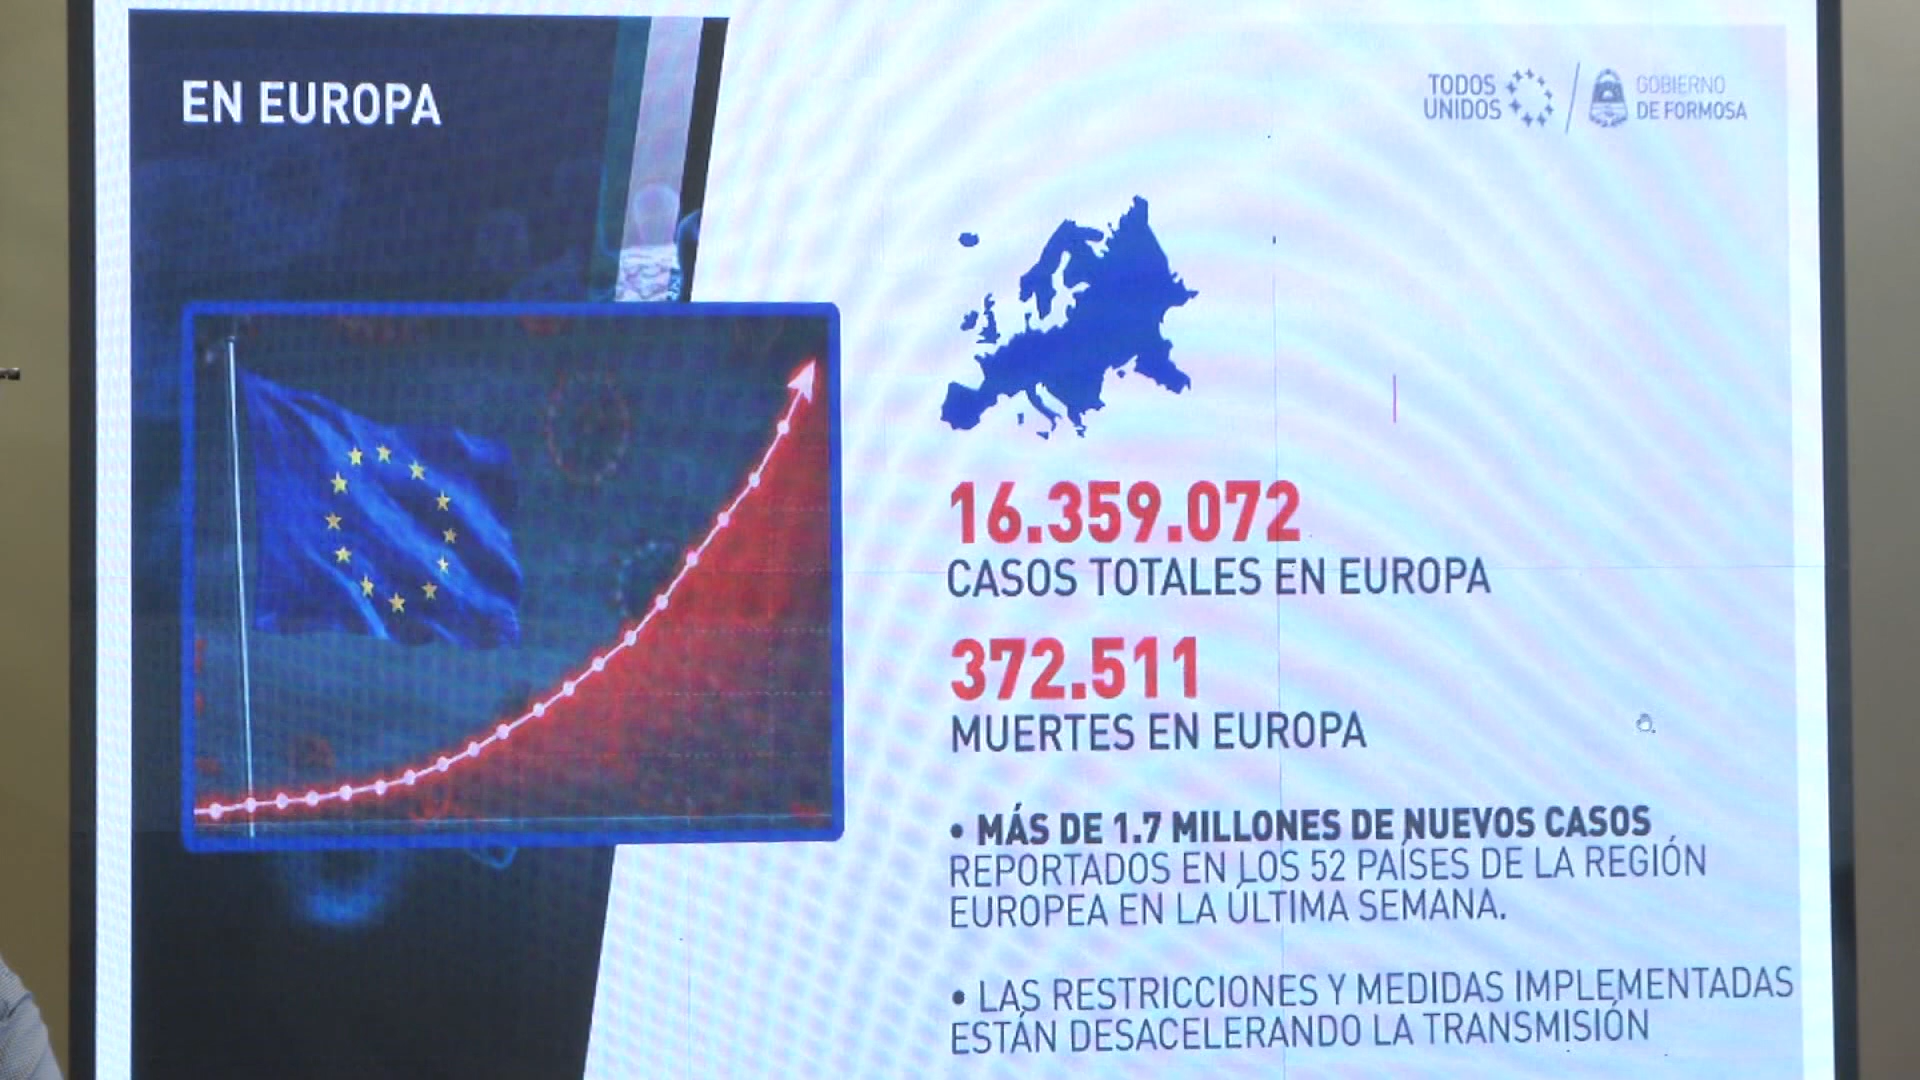 EN EUROPA
TODOS
UNIDOS
GOBIERNO
DE FORMOSA
16.359.072
CASOS TOTALES EN EUROPA
372.511
MUERTES EN EUROPA
• MÁS DE 1.7 MILLONES DE NUEVOS CASOS
REPORTADOS EN LOS 52 PAÍSES DE LA REGIÓN
EUROPEA EN LA ÚLTIMA SEMANA.
• LAS RESTRICCIONES Y MEDIDAS IMPLEMENTADAS
ESTÁN DESACELERANDO LA TRANSMISIÓN